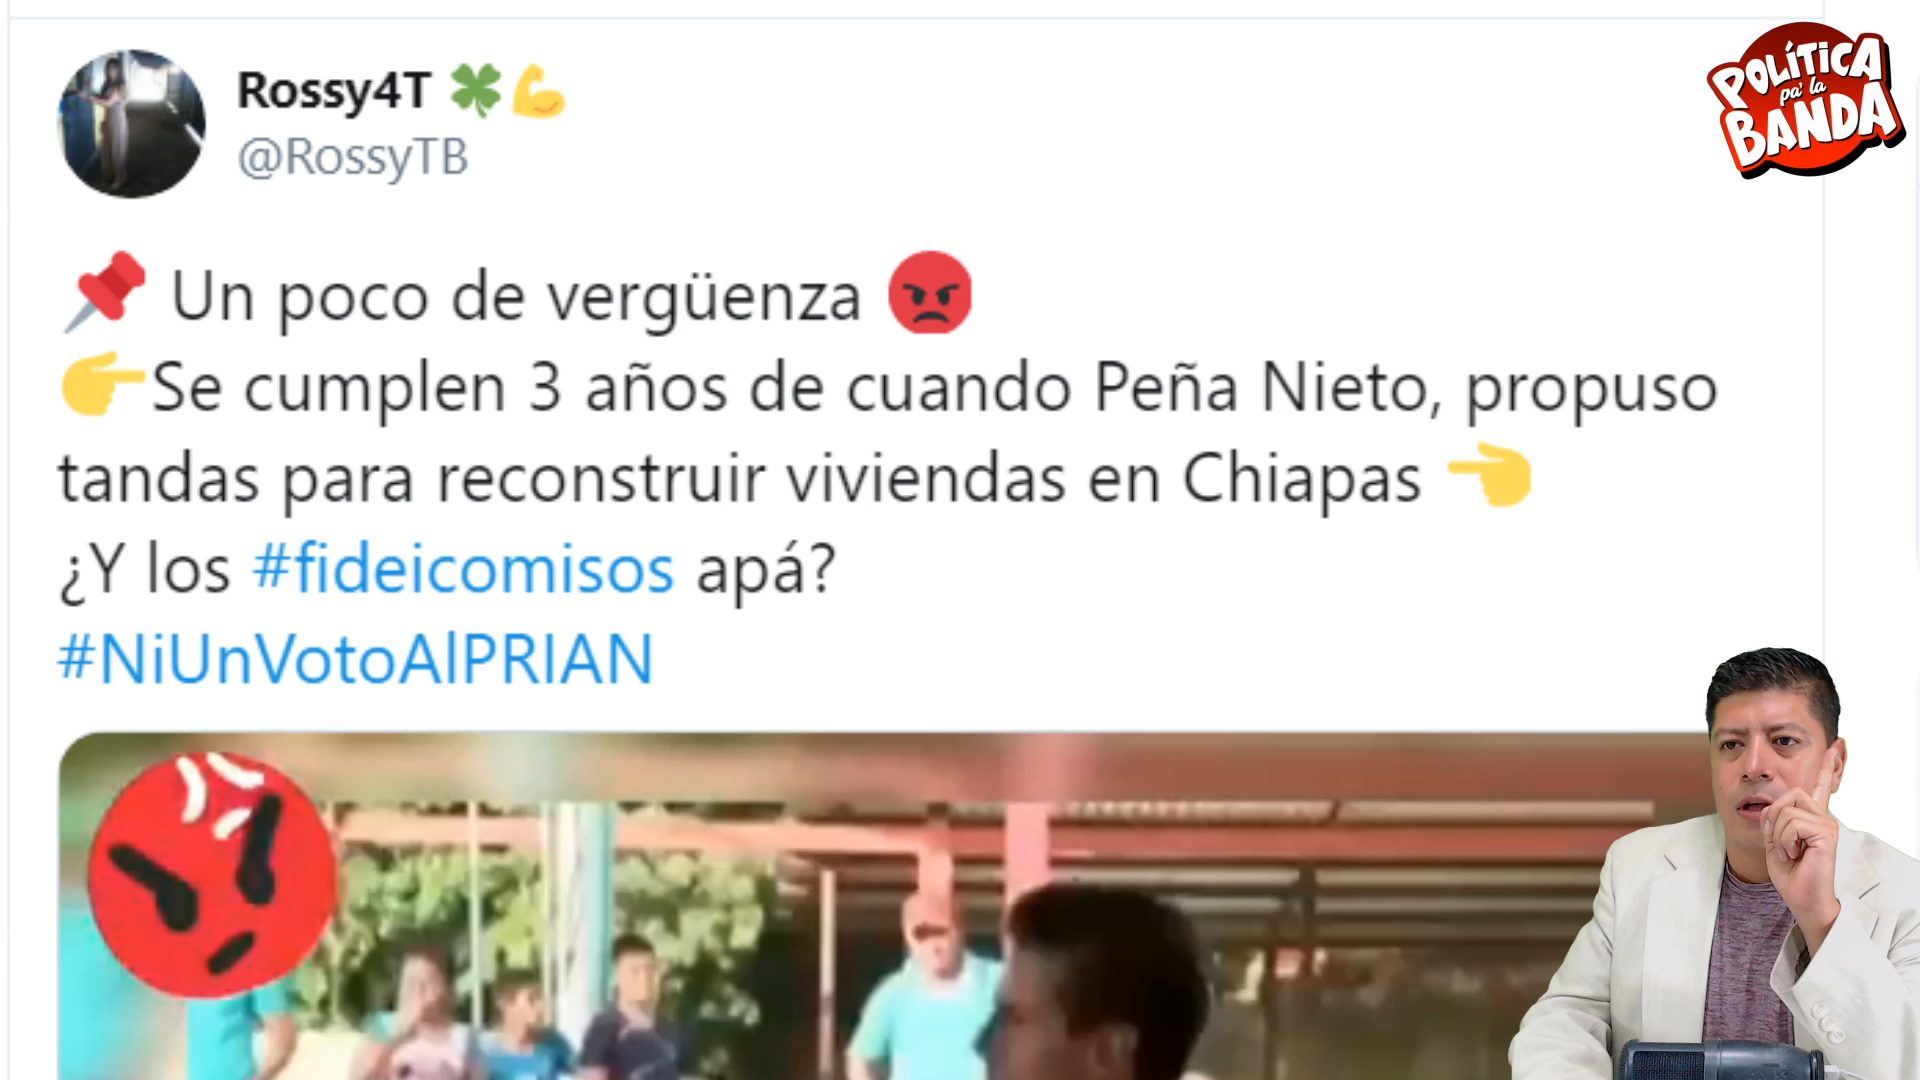 Rossy4T 🍀💪
@RossyTB
📌 Un poco de vergüenza 😡
👉Se cumplen 3 años de cuando Peña Nieto, propuso
tandas para reconstruir viviendas en Chiapas 👈
¿Y los #fideicomisos apá?
#NiUnVotoAlPRIAN
POLÍTICA
pa' la
BANDA